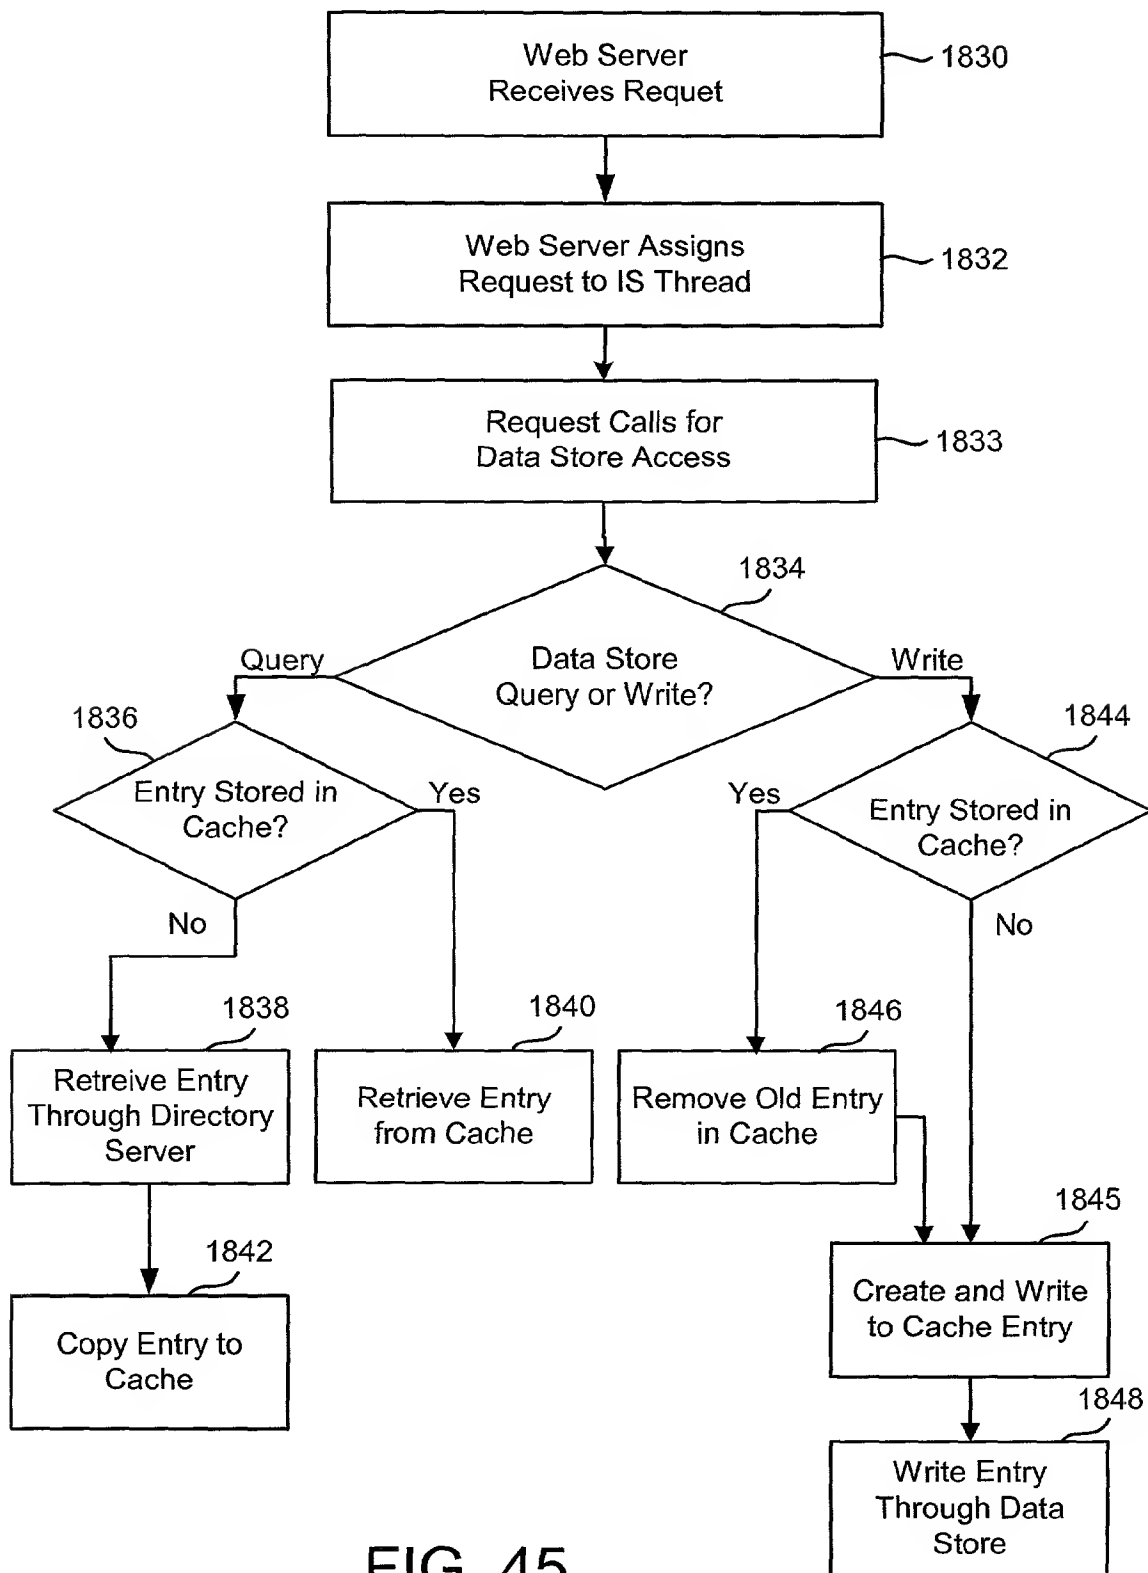 Web Server
Receives Requet
1830
Web Server Assigns
Request to IS Thread
1832
Request Calls for
Data Store Access
1833
1834
Data Store
Query or Write?
Query
Write
1836
Entry Stored in
Cache?
Yes
No
1844
Entry Stored in
Cache?
Yes
No
1838
Retreive Entry
Through Directory
Server
1840
Retrieve Entry
from Cache
1846
Remove Old Entry
in Cache
1842
Copy Entry to
Cache
1845
Create and Write
to Cache Entry
1848
Write Entry
Through Data
Store
FIG. 45